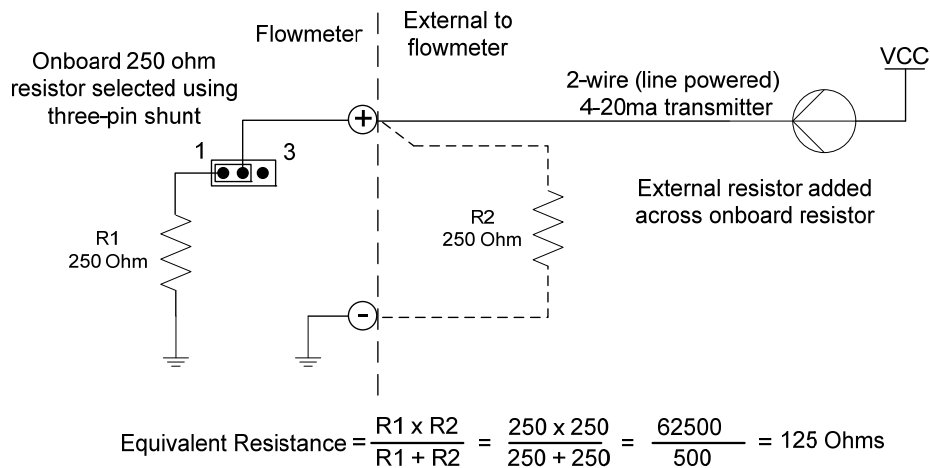 Flowmeter
External to
flowmeter
Onboard 250 ohm
resistor selected using
three-pin shunt
2-wire (line powered)
4-20ma transmitter
VCC
+
1
3
External resistor added
across onboard resistor
R1
250 Ohm
R2
250 Ohm
-
Equivalent Resistance = R1 x R2 / R1 + R2 = 250 x 250 / 250 + 250 = 62500 / 500 = 125 Ohms